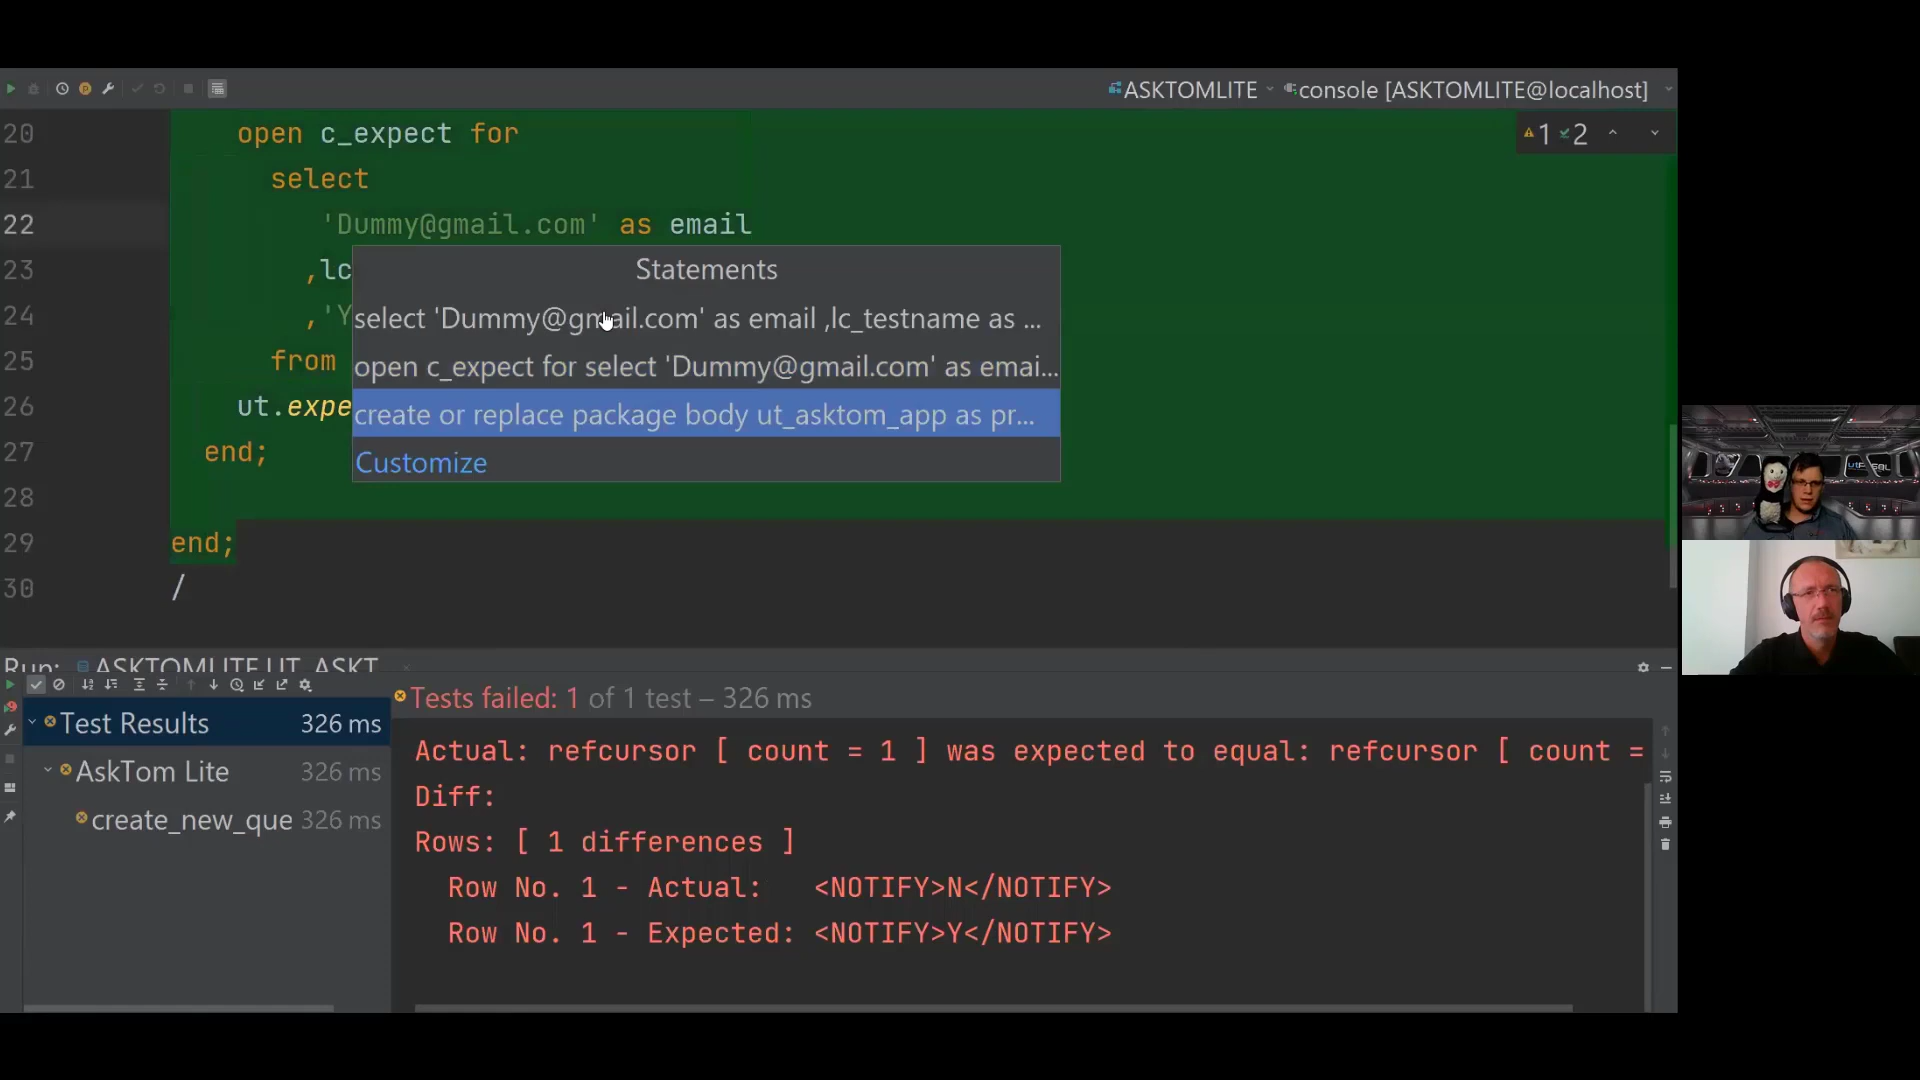 ASKTOMLITE
console [ASKTOMLITE@localhost]
20 open c_expect for
1 2
21 select
22 'Dummy@gmail.com' as email
23 ,lc
24 ,'Y
25 from
26 ut.expe
27 end;
28
29 end;
30 /
Statements
select 'Dummy@gmail.com' as email ,lc_testname as ...
open c_expect for select 'Dummy@gmail.com' as emai...
create or replace package body ut_asktom_app as pr...
Customize
Run: ASKTOMLITE.UT_ASKT
Tests failed: 1 of 1 test – 326 ms
Test Results 326 ms
AskTom Lite 326 ms
create_new_que 326 ms
Actual: refcursor [ count = 1 ] was expected to equal: refcursor [ count =
Diff:
Rows: [ 1 differences ]
Row No. 1 - Actual: <NOTIFY>N</NOTIFY>
Row No. 1 - Expected: <NOTIFY>Y</NOTIFY>